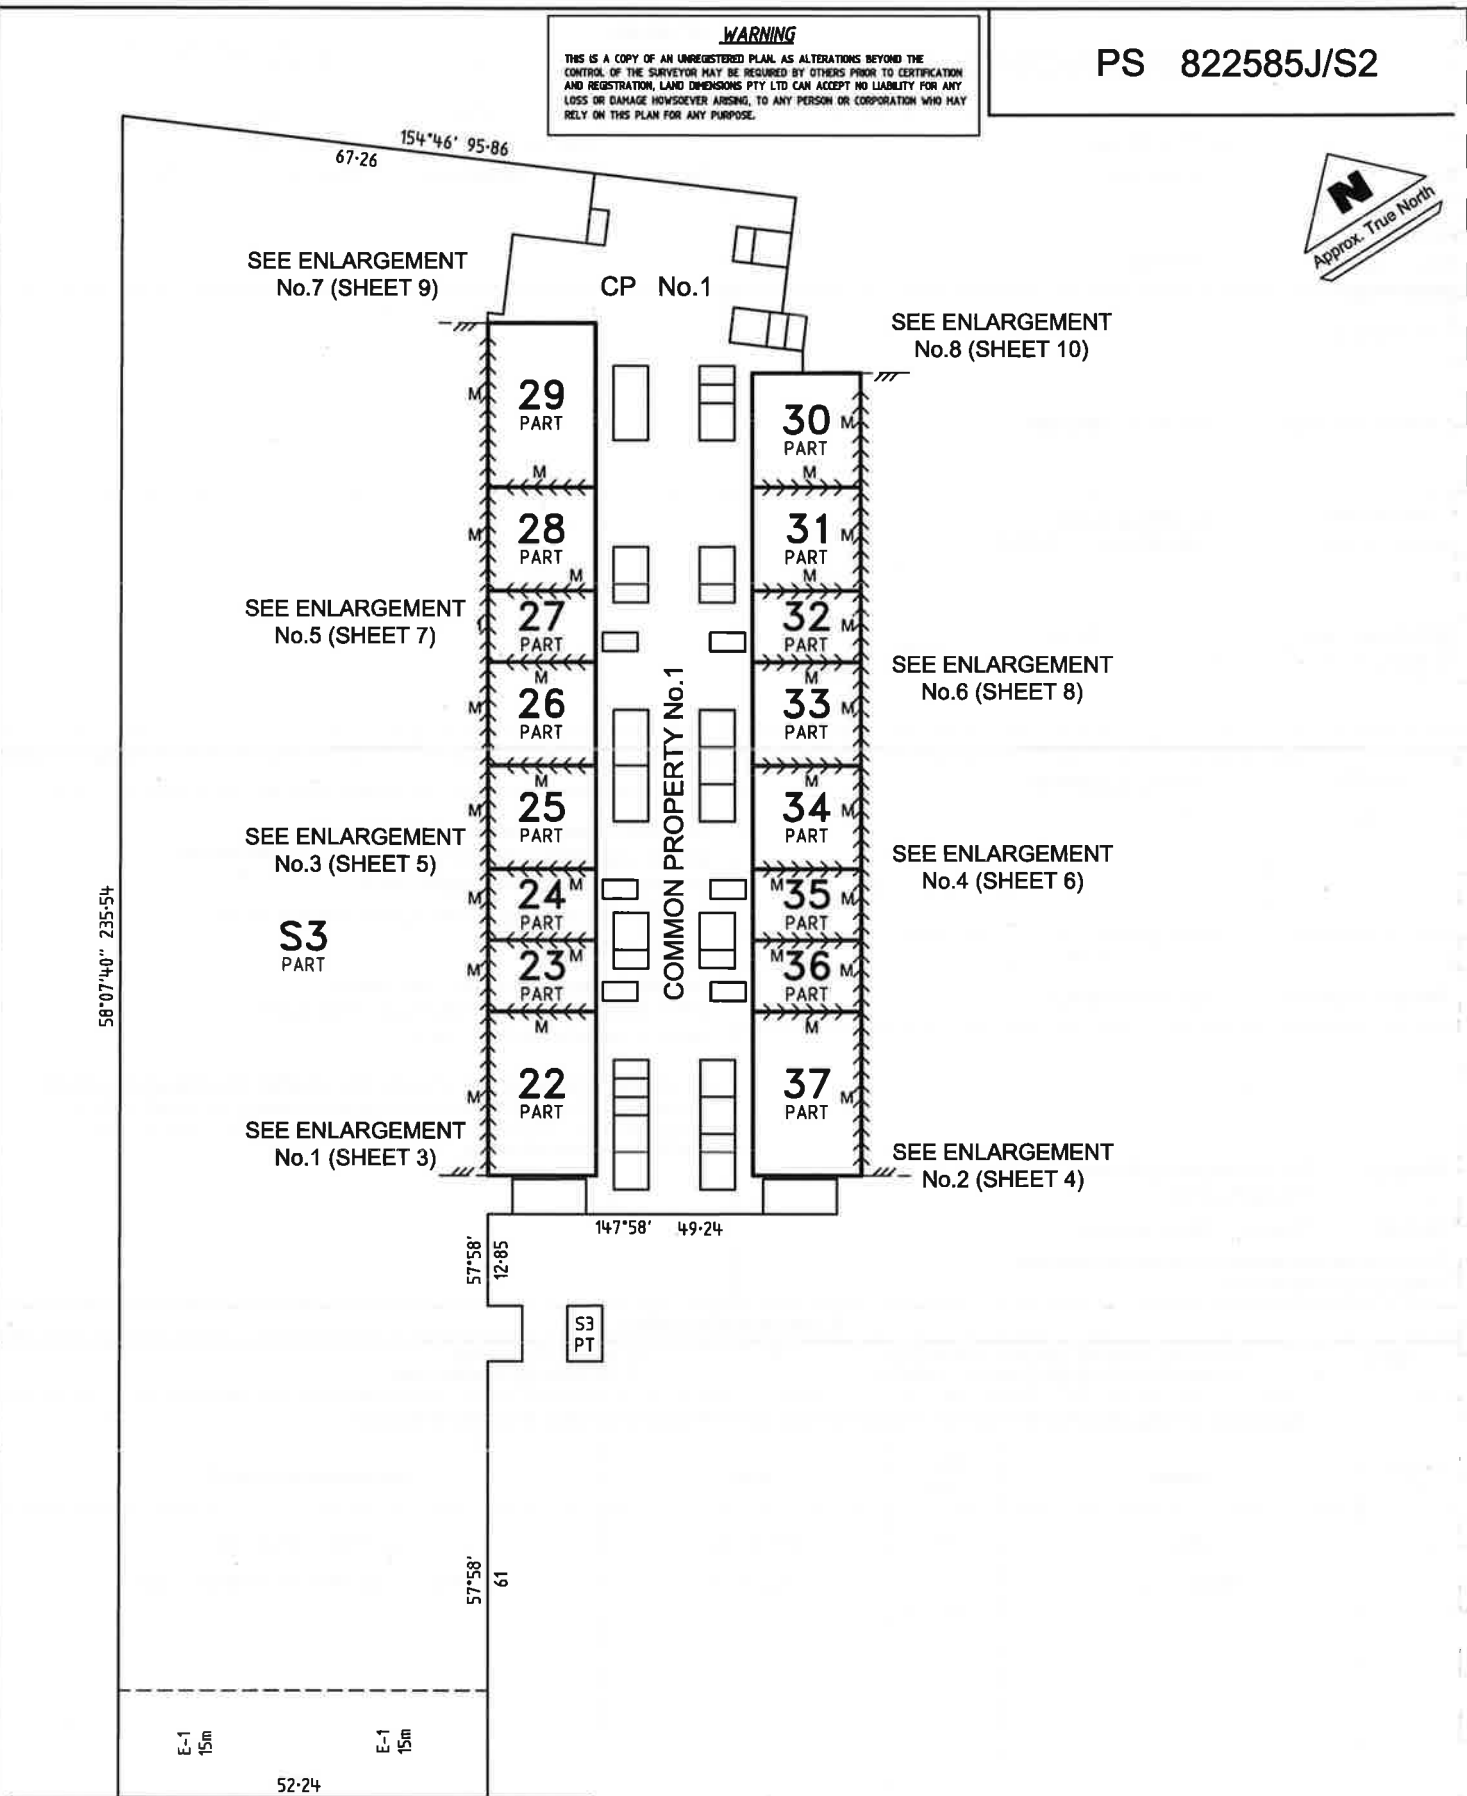 WARNING
THIS IS A COPY OF AN UNREGISTERED PLAN. AS ALTERATIONS BEYOND THE
CONTROL OF THE SURVEYOR MAY BE REQUIRED BY OTHERS PRIOR TO CERTIFICATION
AND REGISTRATION, LAND DIMENSIONS PTY LTD CAN ACCEPT NO LIABILITY FOR ANY
LOSS OR DAMAGE HOWSOEVER ARISING, TO ANY PERSON OR CORPORATION WHO MAY
RELY ON THIS PLAN FOR ANY PURPOSE.
PS 822585J/S2
154°46' 95·86
67·26
N
Approx. True North
SEE ENLARGEMENT
No.7 (SHEET 9)
CP No.1
SEE ENLARGEMENT
No.8 (SHEET 10)
M
29
PART
M
30
PART
M
M
M
28
PART
M
31
PART
M
M
SEE ENLARGEMENT
No.5 (SHEET 7)
27
PART
M
32
PART
M
M
SEE ENLARGEMENT
No.6 (SHEET 8)
M
26
PART
M
33
PART
M
M
COMMON PROPERTY No.1
M
25
PART
34
PART
M
SEE ENLARGEMENT
No.3 (SHEET 5)
SEE ENLARGEMENT
No.4 (SHEET 6)
M
24
PART
M
M
35
PART
M
58°07'40" 235·54
S3
PART
M
23
PART
M
M
36
PART
M
M
M
M
22
PART
37
PART
M
SEE ENLARGEMENT
No.1 (SHEET 3)
SEE ENLARGEMENT
No.2 (SHEET 4)
147°58' 49·24
57°58'
12·85
S3
PT
57°58'
61
E-1
15m
E-1
15m
52·24